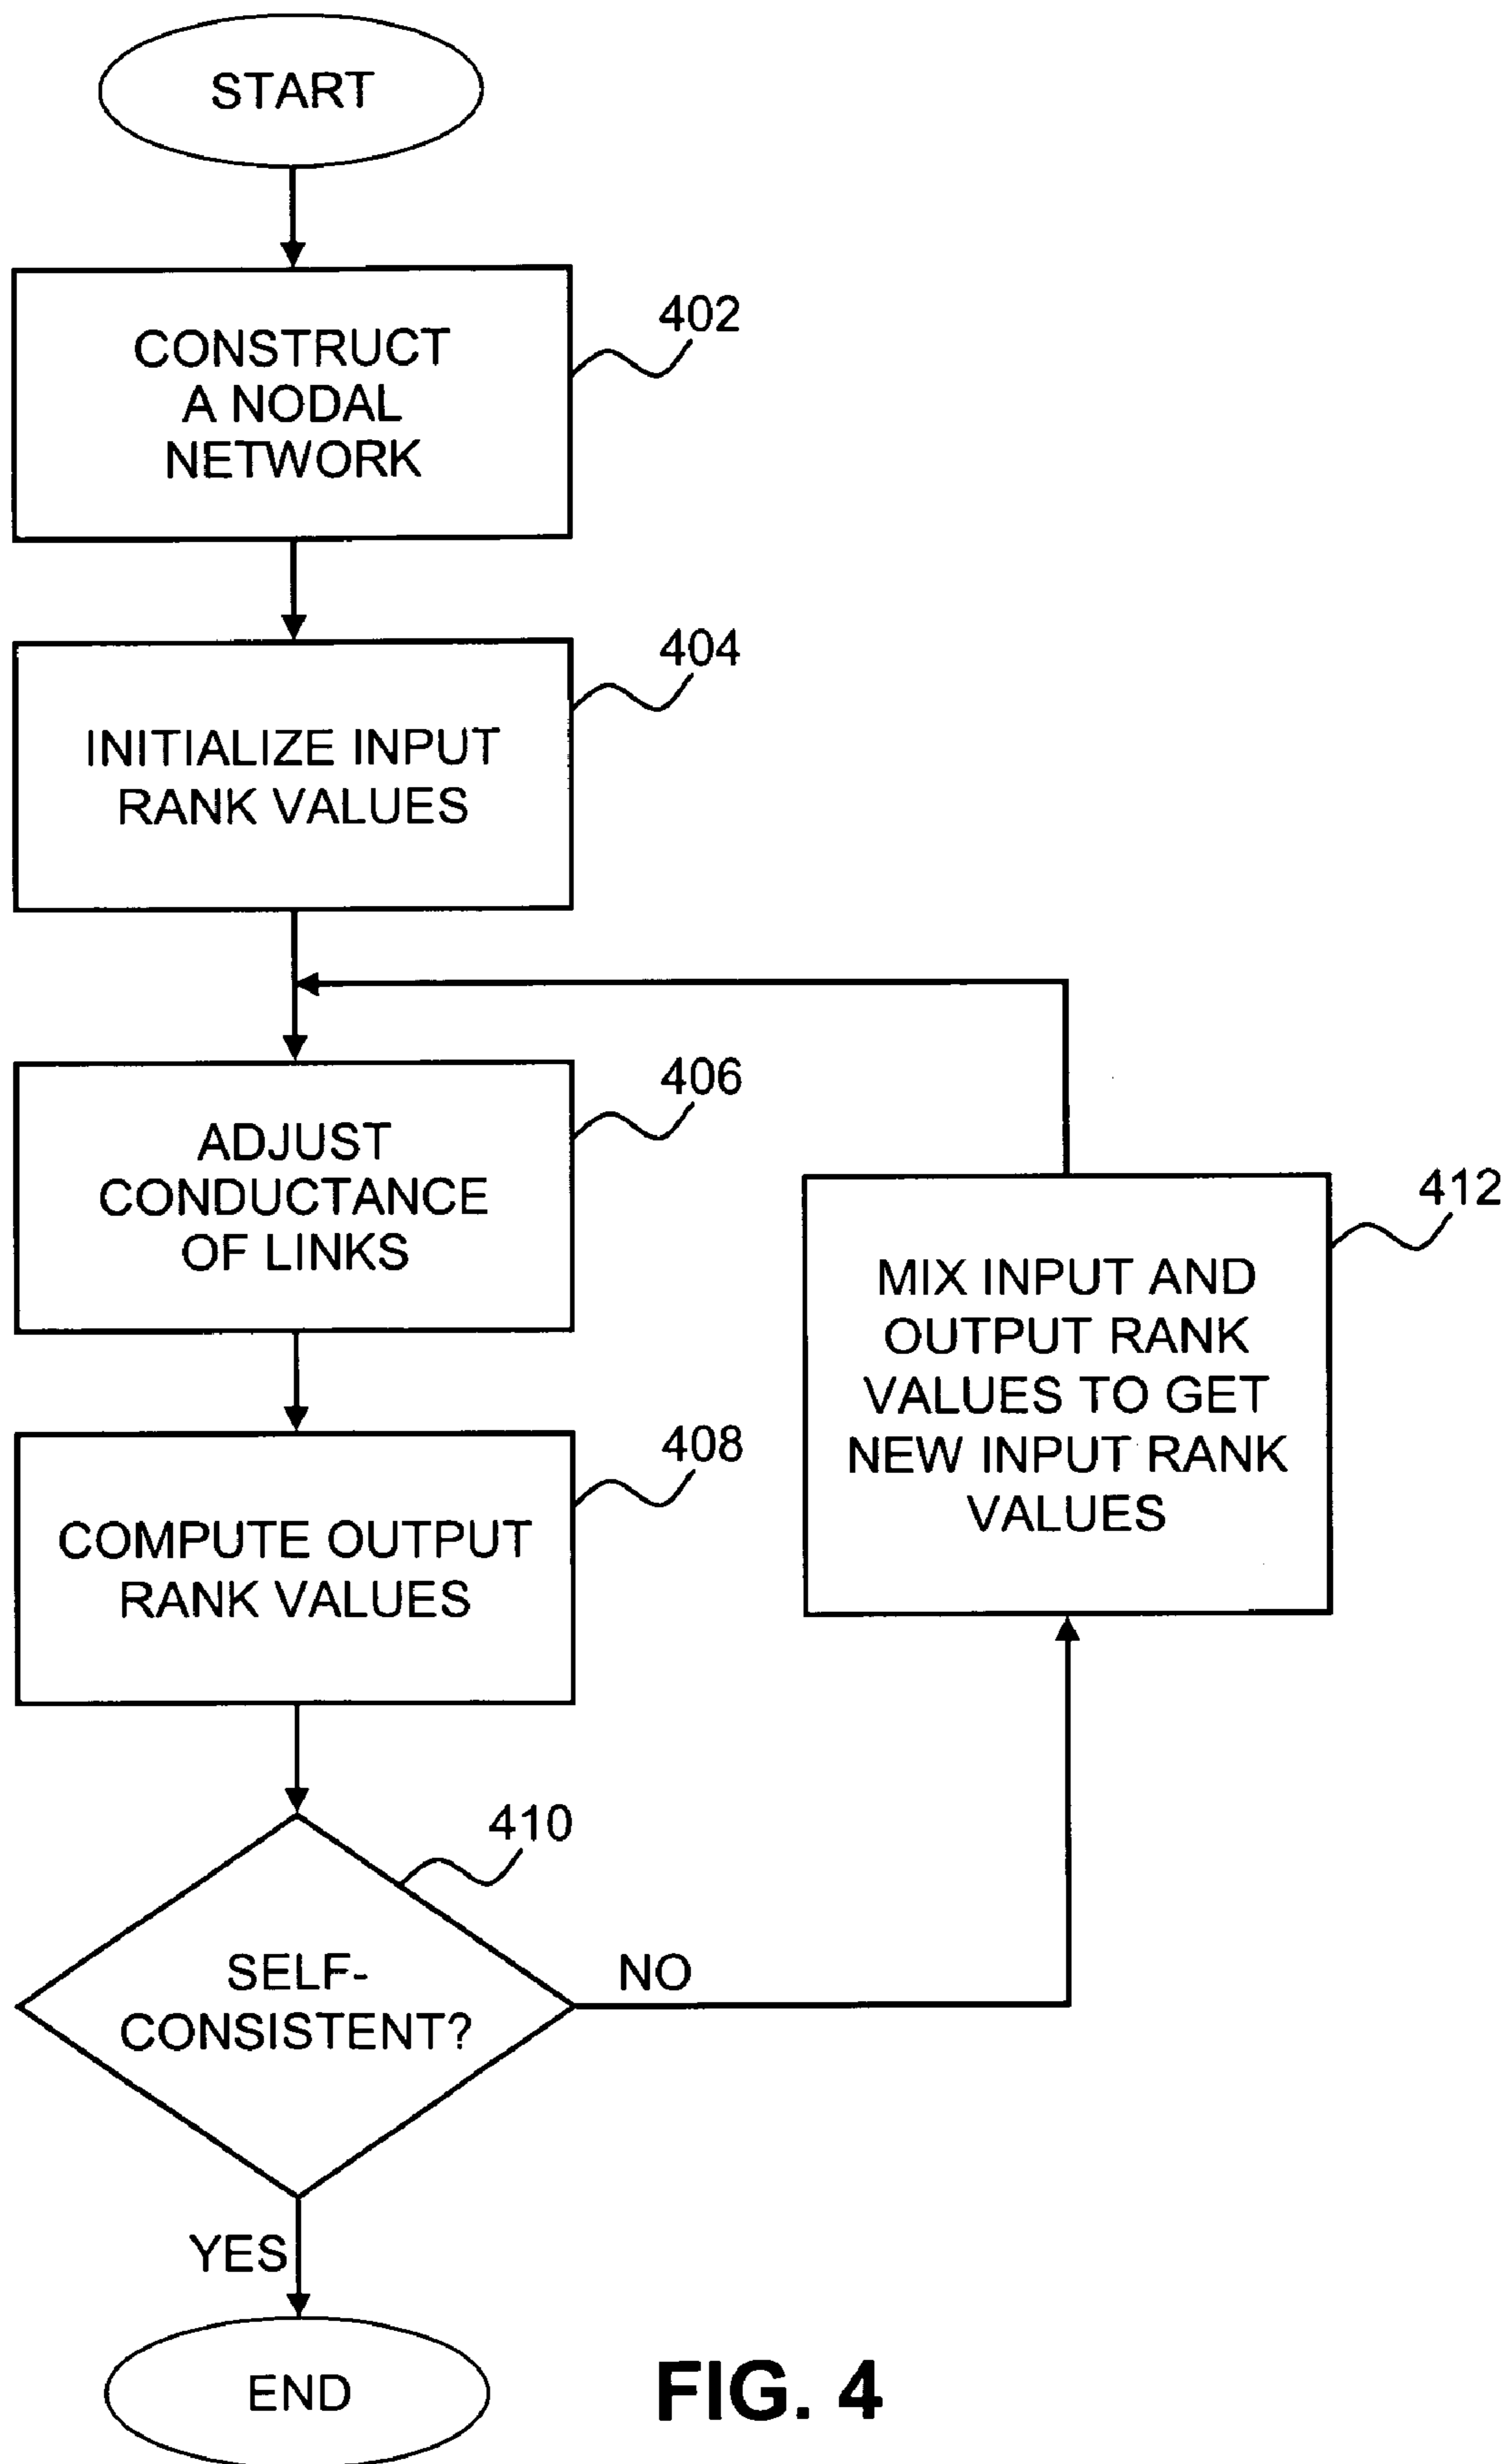 START
CONSTRUCT
A NODAL
NETWORK
402
INITIALIZE INPUT
RANK VALUES
404
ADJUST
CONDUCTANCE
OF LINKS
406
MIX INPUT AND
OUTPUT RANK
VALUES TO GET
NEW INPUT RANK
VALUES
412
COMPUTE OUTPUT
RANK VALUES
408
SELF-
CONSISTENT?
410
NO
YES
END
FIG. 4